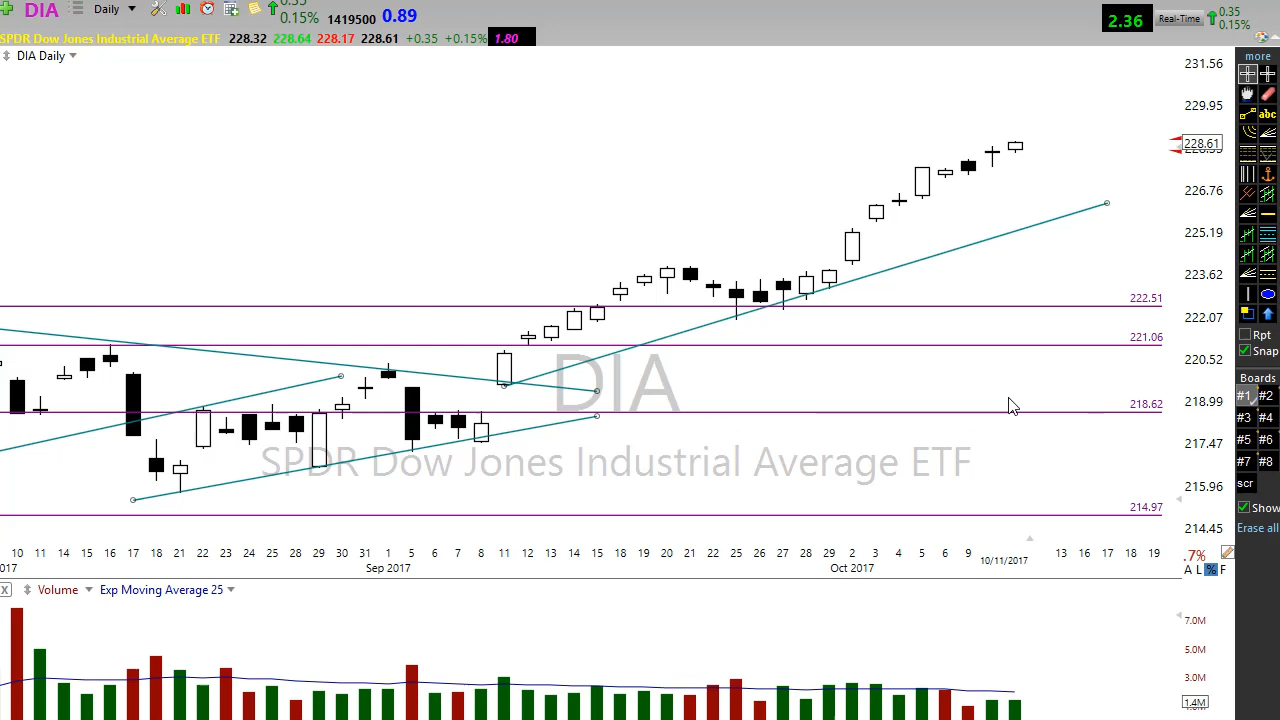 DIA Daily 0.35 0.15% 1419500 0.89 2.36 Real-Time 0.35 0.15%
SPDR Dow Jones Industrial Average ETF 228.32 228.64 228.17 228.61 +0.35 +0.15% 1.80
DIA Daily
more
231.56
229.95
228.61
226.76
225.19
223.62
222.51
222.07
221.06
220.52
218.99
218.62
217.47
215.96
214.97
214.45
abc
DIA
SPDR Dow Jones Industrial Average ETF
Rpt
Snap
Boards
#1 #2
#3 #4
#5 #6
#7 #8
scr
Show
Erase all
10 11 14 15 16 17 18 21 22 23 24 25 28 29 30 31 1 5 6 7 8 11 12 13 14 15 18 19 20 21 22 25 26 27 28 29 2 3 4 5 6 13 16 17 18 19
017 Sep 2017 Oct 2017 10/11/2017
.7%
A L % F
X Volume Exp Moving Average 25
7.0M
5.0M
3.0M
1.4M